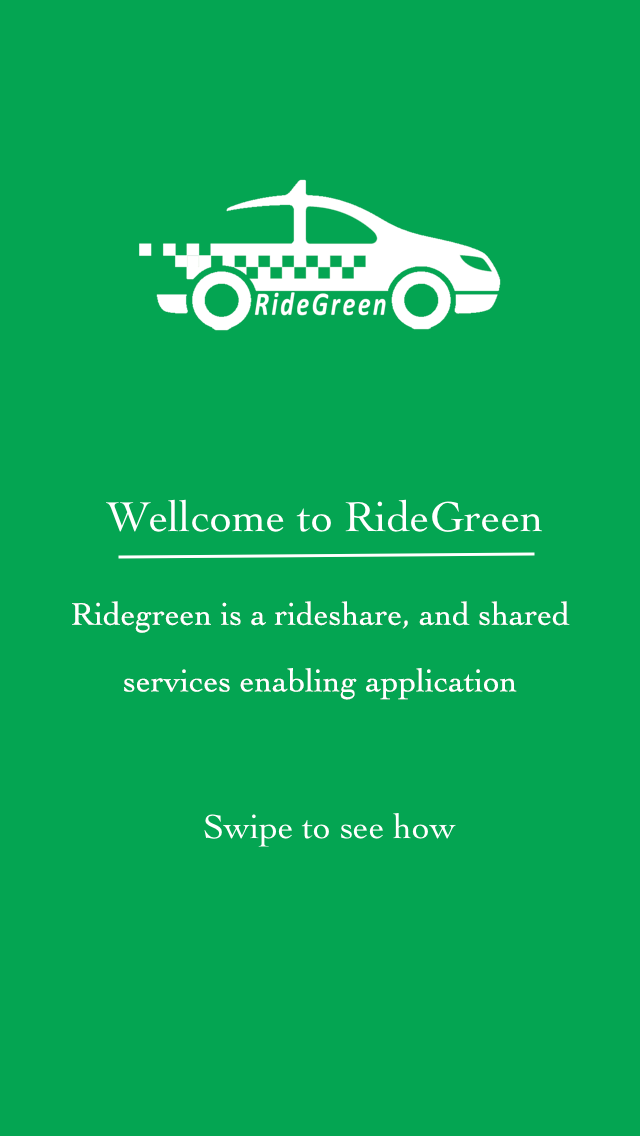 RideGreen
Wellcome to RideGreen
Ridegreen is a rideshare, and shared
services enabling application
Swipe to see how